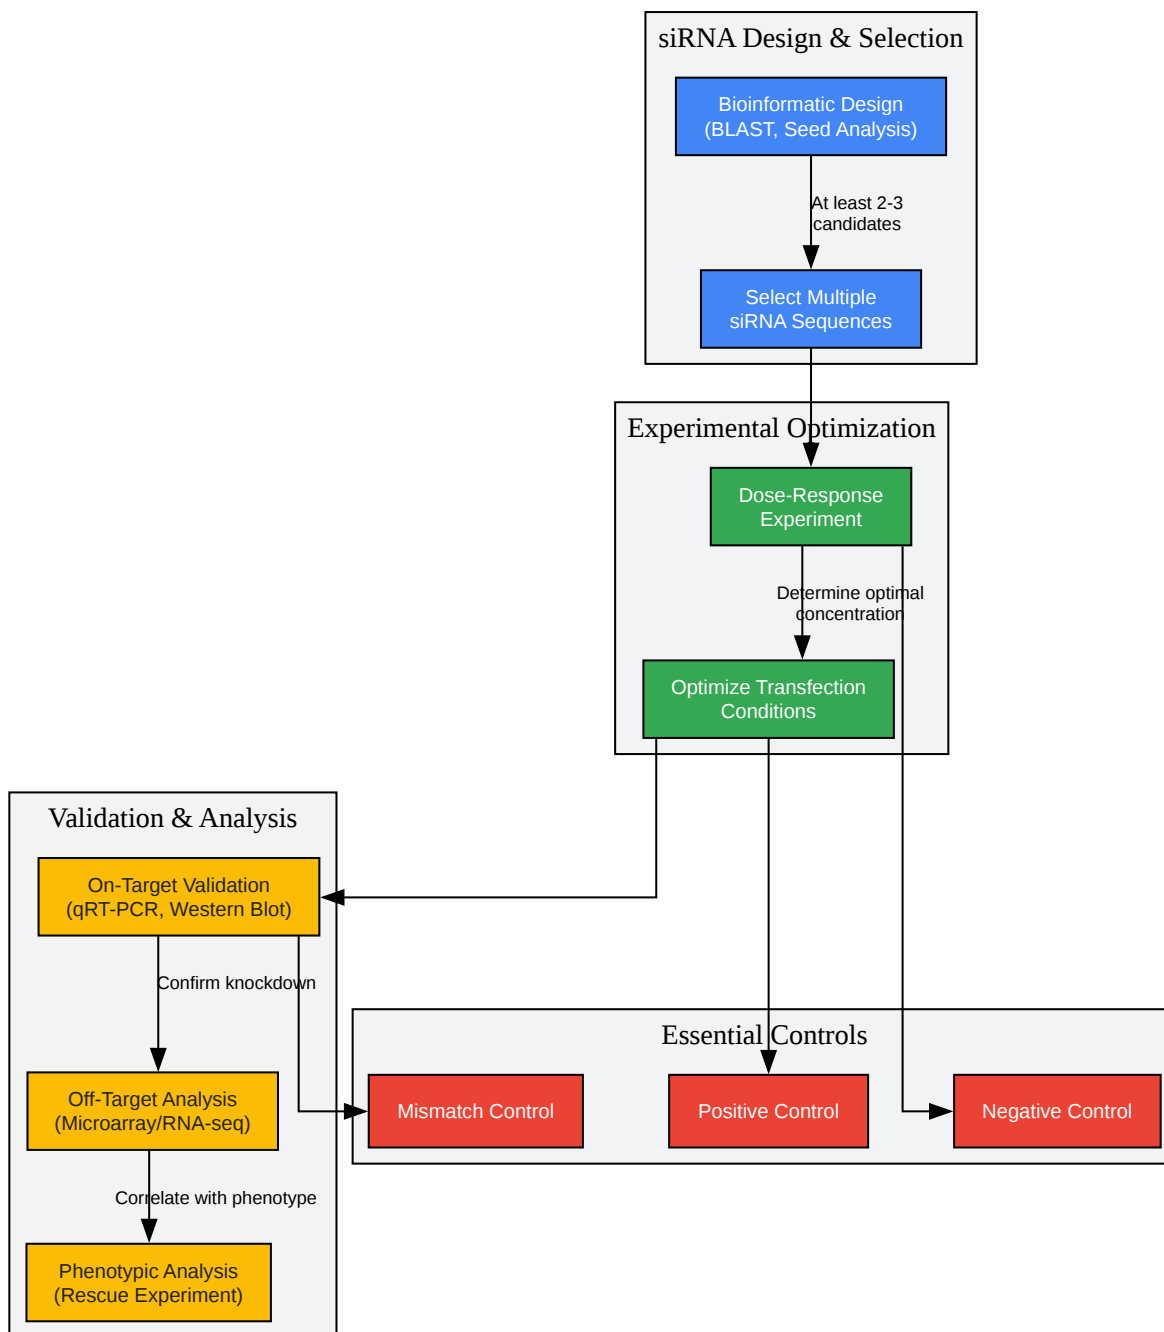 siRNA Design & Selection
Bioinformatic Design
(BLAST, Seed Analysis)
At least 2-3
candidates
Select Multiple
siRNA Sequences
Experimental Optimization
Dose-Response
Experiment
Determine optimal
concentration
Optimize Transfection
Conditions
Validation & Analysis
On-Target Validation
(qRT-PCR, Western Blot)
Confirm knockdown
Off-Target Analysis
(Microarray/RNA-seq)
Correlate with phenotype
Phenotypic Analysis
(Rescue Experiment)
Essential Controls
Mismatch Control
Positive Control
Negative Control